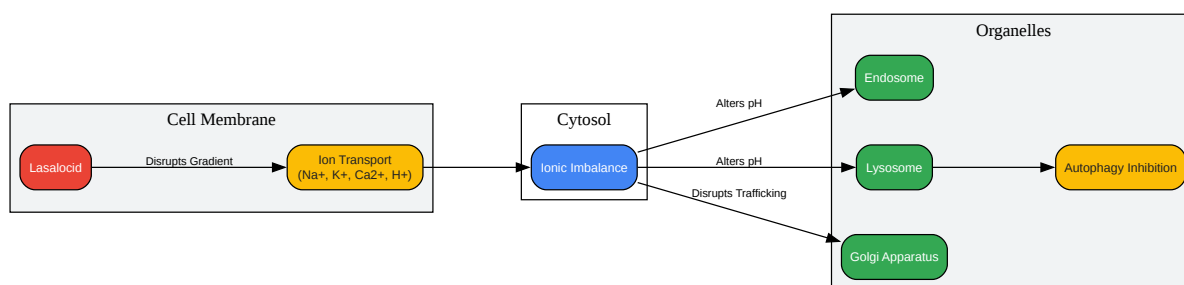 Cell Membrane
Lasalocid
Disrupts Gradient
Ion Transport
(Na+, K+, Ca2+, H+)
Cytosol
Ionic Imbalance
Alters pH
Alters pH
Disrupts Trafficking
Organelles
Endosome
Lysosome
Autophagy Inhibition
Golgi Apparatus